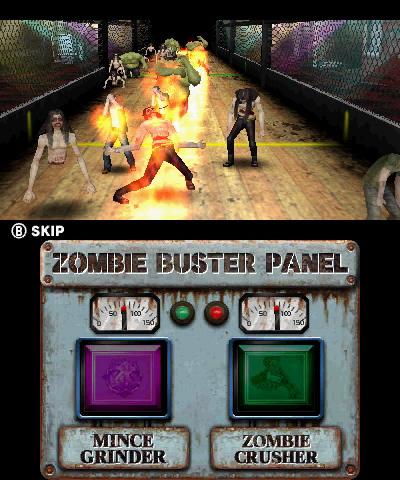 Ⓑ SKIP
ZOMBIE BUSTER PANEL
0 50 100 150
0 50 100 150
MINCE
GRINDER
ZOMBIE
CRUSHER